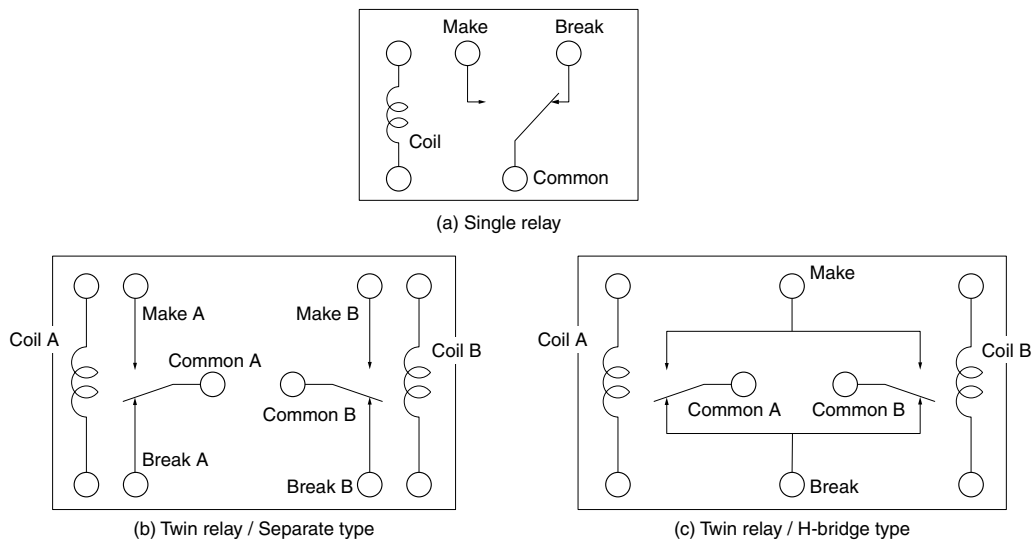 Make
Break
Coil
Common
(a) Single relay
Make A
Make B
Coil A
Coil B
Common A
Common B
Break A
Break B
(b) Twin relay / Separate type
Make
Coil A
Coil B
Common A
Common B
Break
(c) Twin relay / H-bridge type